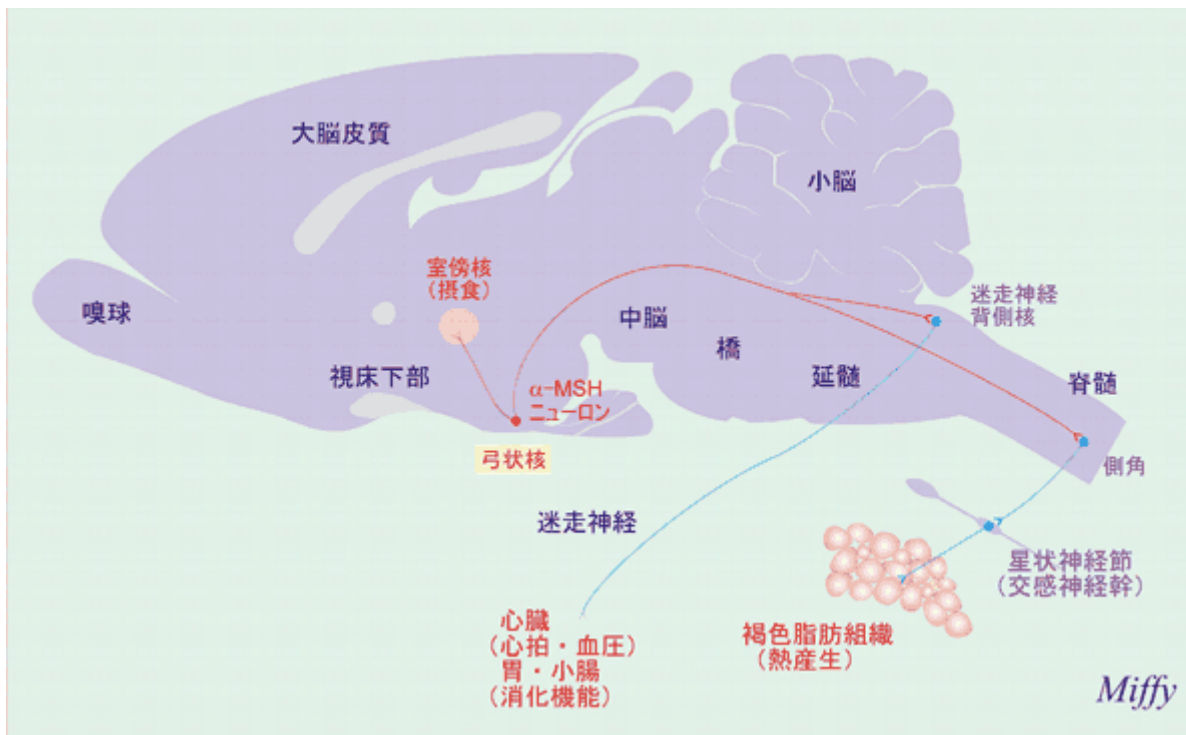 大脳皮質
小脳
室傍核
(摂食)
嗅球
中脳
迷走神経
背側核
橋
視床下部
延髄
脊髄
α-MSH
ニューロン
弓状核
側角
迷走神経
星状神経節
(交感神経幹)
心臓
(心拍・血圧)
胃・小腸
(消化機能)
褐色脂肪組織
(熱産生)
Miffy